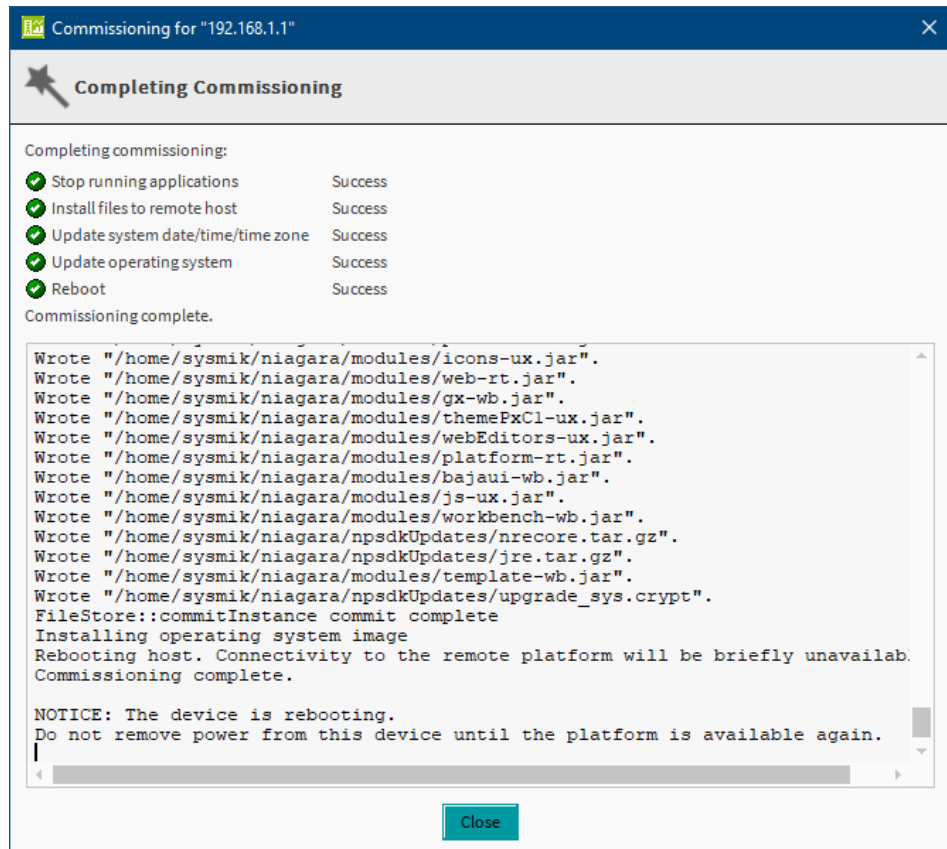 Commissioning for "192.168.1.1"
Completing Commissioning
Completing commissioning:
Stop running applications Success
Install files to remote host Success
Update system date/time/time zone Success
Update operating system Success
Reboot Success
Commissioning complete.
Wrote "/home/sysmik/niagara/modules/icons-ux.jar".
Wrote "/home/sysmik/niagara/modules/web-rt.jar".
Wrote "/home/sysmik/niagara/modules/gx-wb.jar".
Wrote "/home/sysmik/niagara/modules/themePxCl-ux.jar".
Wrote "/home/sysmik/niagara/modules/webEditors-ux.jar".
Wrote "/home/sysmik/niagara/modules/platform-rt.jar".
Wrote "/home/sysmik/niagara/modules/bajaui-wb.jar".
Wrote "/home/sysmik/niagara/modules/js-ux.jar".
Wrote "/home/sysmik/niagara/modules/workbench-wb.jar".
Wrote "/home/sysmik/niagara/npsdkUpdates/nrecore.tar.gz".
Wrote "/home/sysmik/niagara/npsdkUpdates/jre.tar.gz".
Wrote "/home/sysmik/niagara/modules/template-wb.jar".
Wrote "/home/sysmik/niagara/npsdkUpdates/upgrade_sys.crypt".
FileStore::commitInstance commit complete
Installing operating system image
Rebooting host. Connectivity to the remote platform will be briefly unavailab
Commissioning complete.
NOTICE: The device is rebooting.
Do not remove power from this device until the platform is available again.
Close